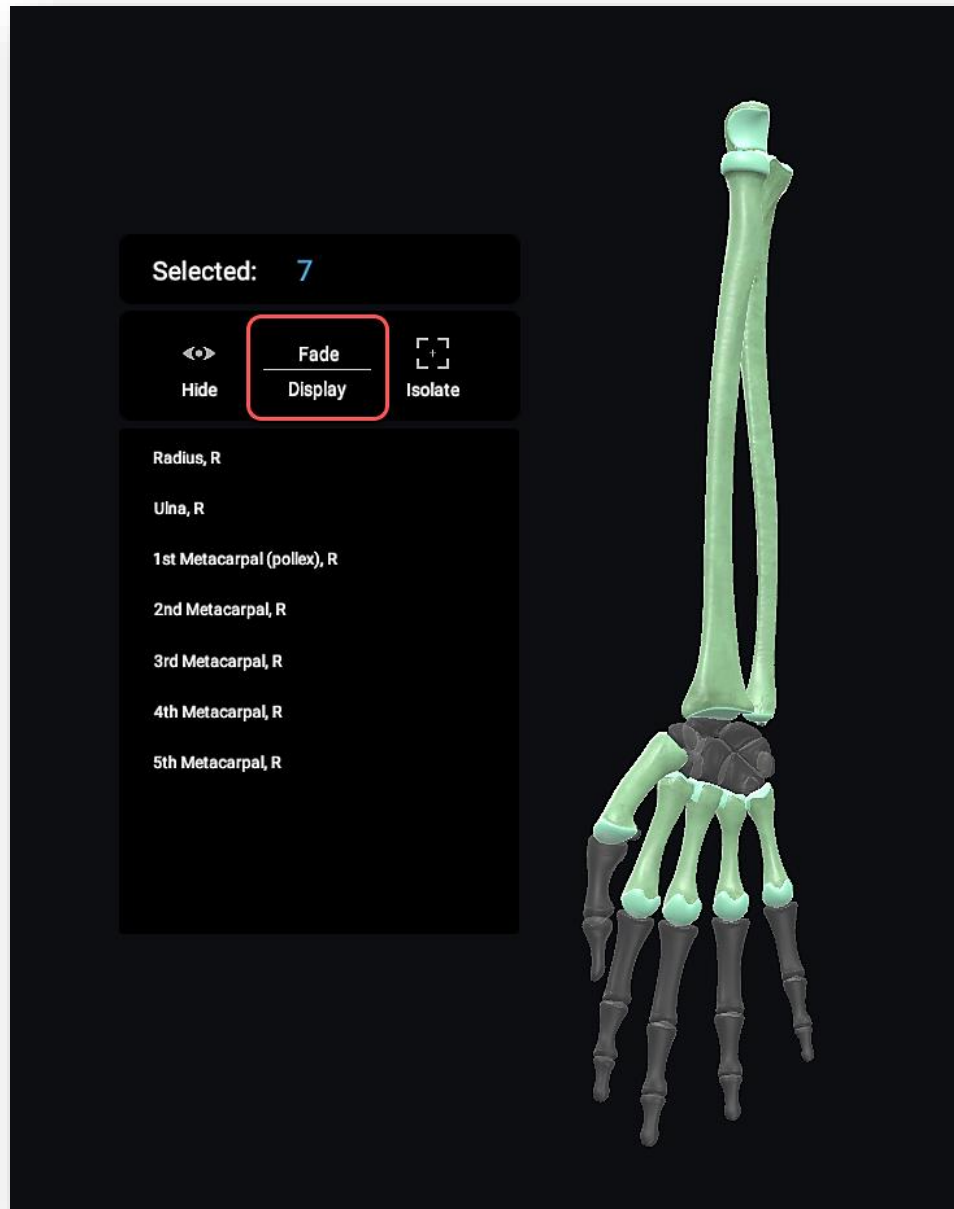 Selected: 7
Fade
Hide Display Isolate
Radius, R
Ulna, R
1st Metacarpal (pollex), R
2nd Metacarpal, R
3rd Metacarpal, R
4th Metacarpal, R
5th Metacarpal, R